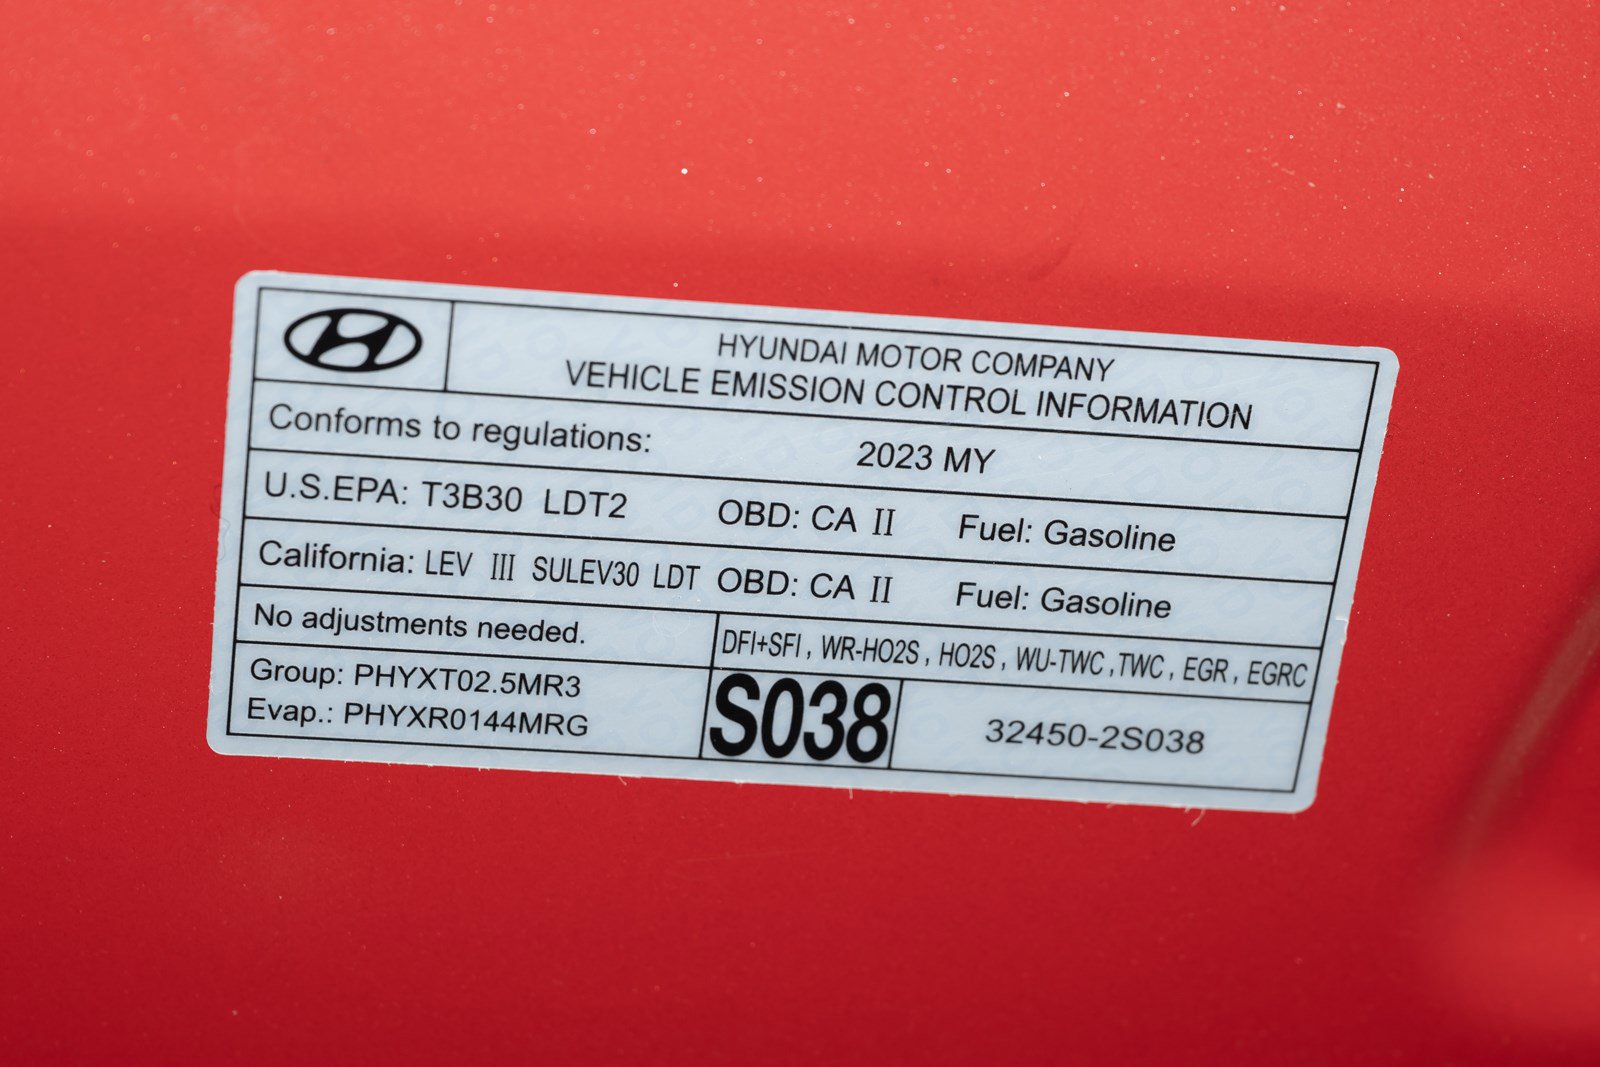 HYUNDAI MOTOR COMPANY
VEHICLE EMISSION CONTROL INFORMATION
Conforms to regulations: 2023 MY
U.S.EPA: T3B30 LDT2 OBD: CA II Fuel: Gasoline
California: LEV III SULEV30 LDT OBD: CA II Fuel: Gasoline
No adjustments needed.
DFI+SFI , WR-HO2S , HO2S , WU-TWC ,TWC , EGR , EGRC
Group: PHYXT02.5MR3
Evap.: PHYXR0144MRG
S038
32450-2S038